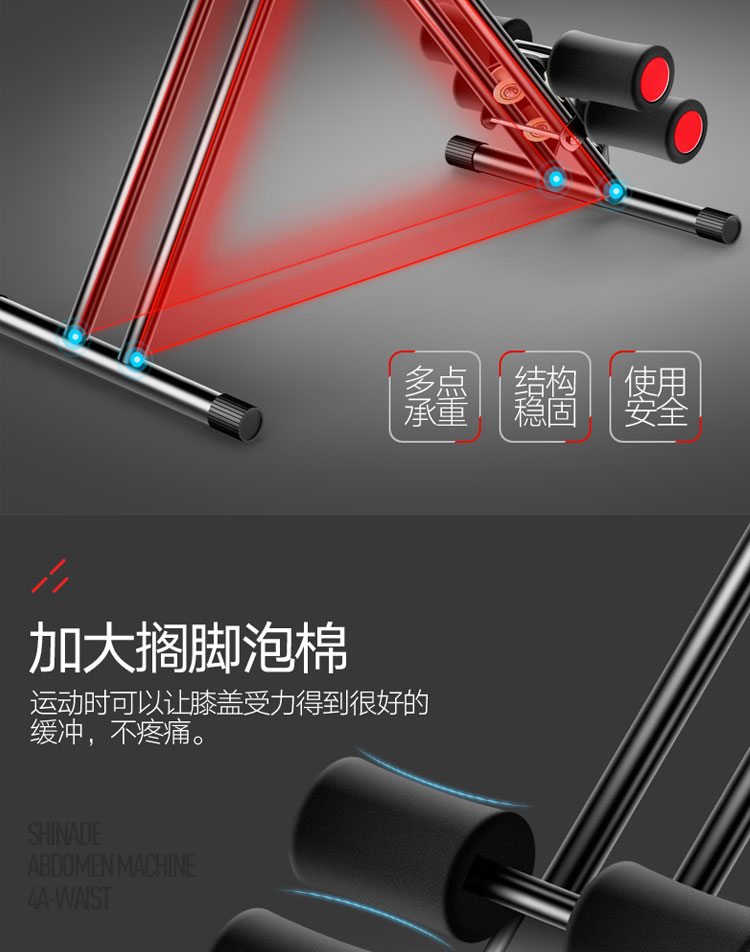 多点
承重
结构
稳固
使用
安全
加大搁脚泡棉
运动时可以让膝盖受力得到很好的
缓冲，不疼痛。
SHINADE
ABDOMEN MACHINE
4A-WAIST